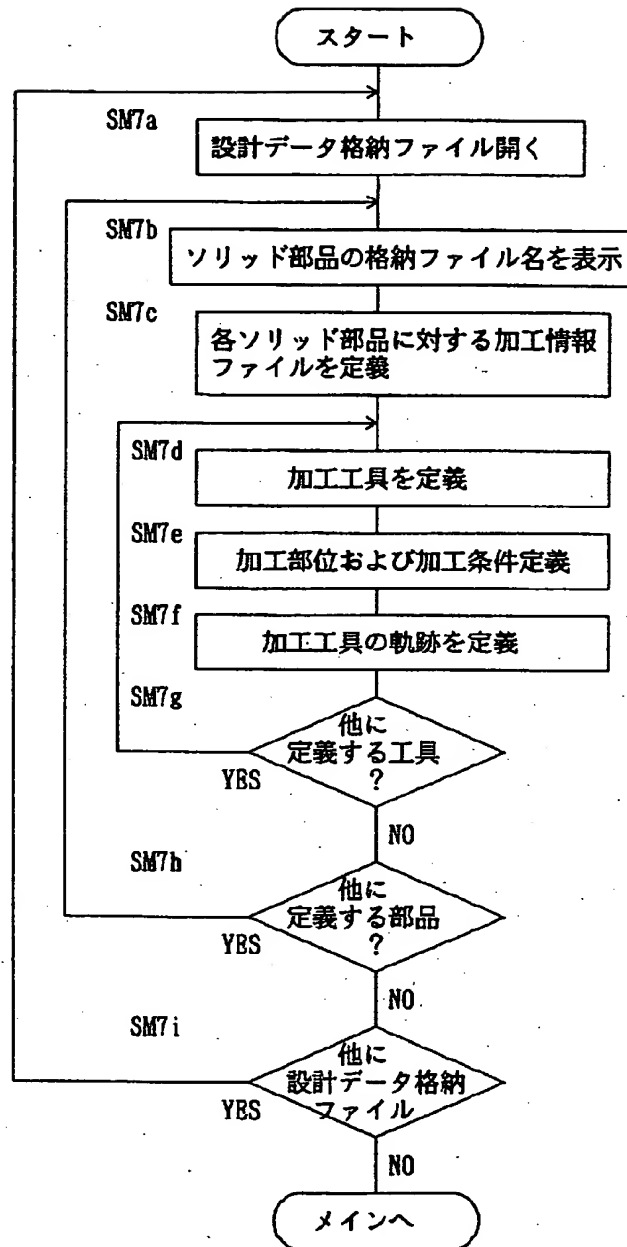 スタート
SM7a
設計データ格納ファイル開く
SM7b
ソリッド部品の格納ファイル名を表示
SM7c
各ソリッド部品に対する加工情報
ファイルを定義
SM7d
加工工具を定義
SM7e
加工部位および加工条件定義
SM7f
加工工具の軌跡を定義
SM7g
他に
定義する工具
?
YES
NO
SM7h
他に
定義する部品
?
YES
NO
SM7i
他に
設計データ格納
ファイル
YES
NO
メインへ